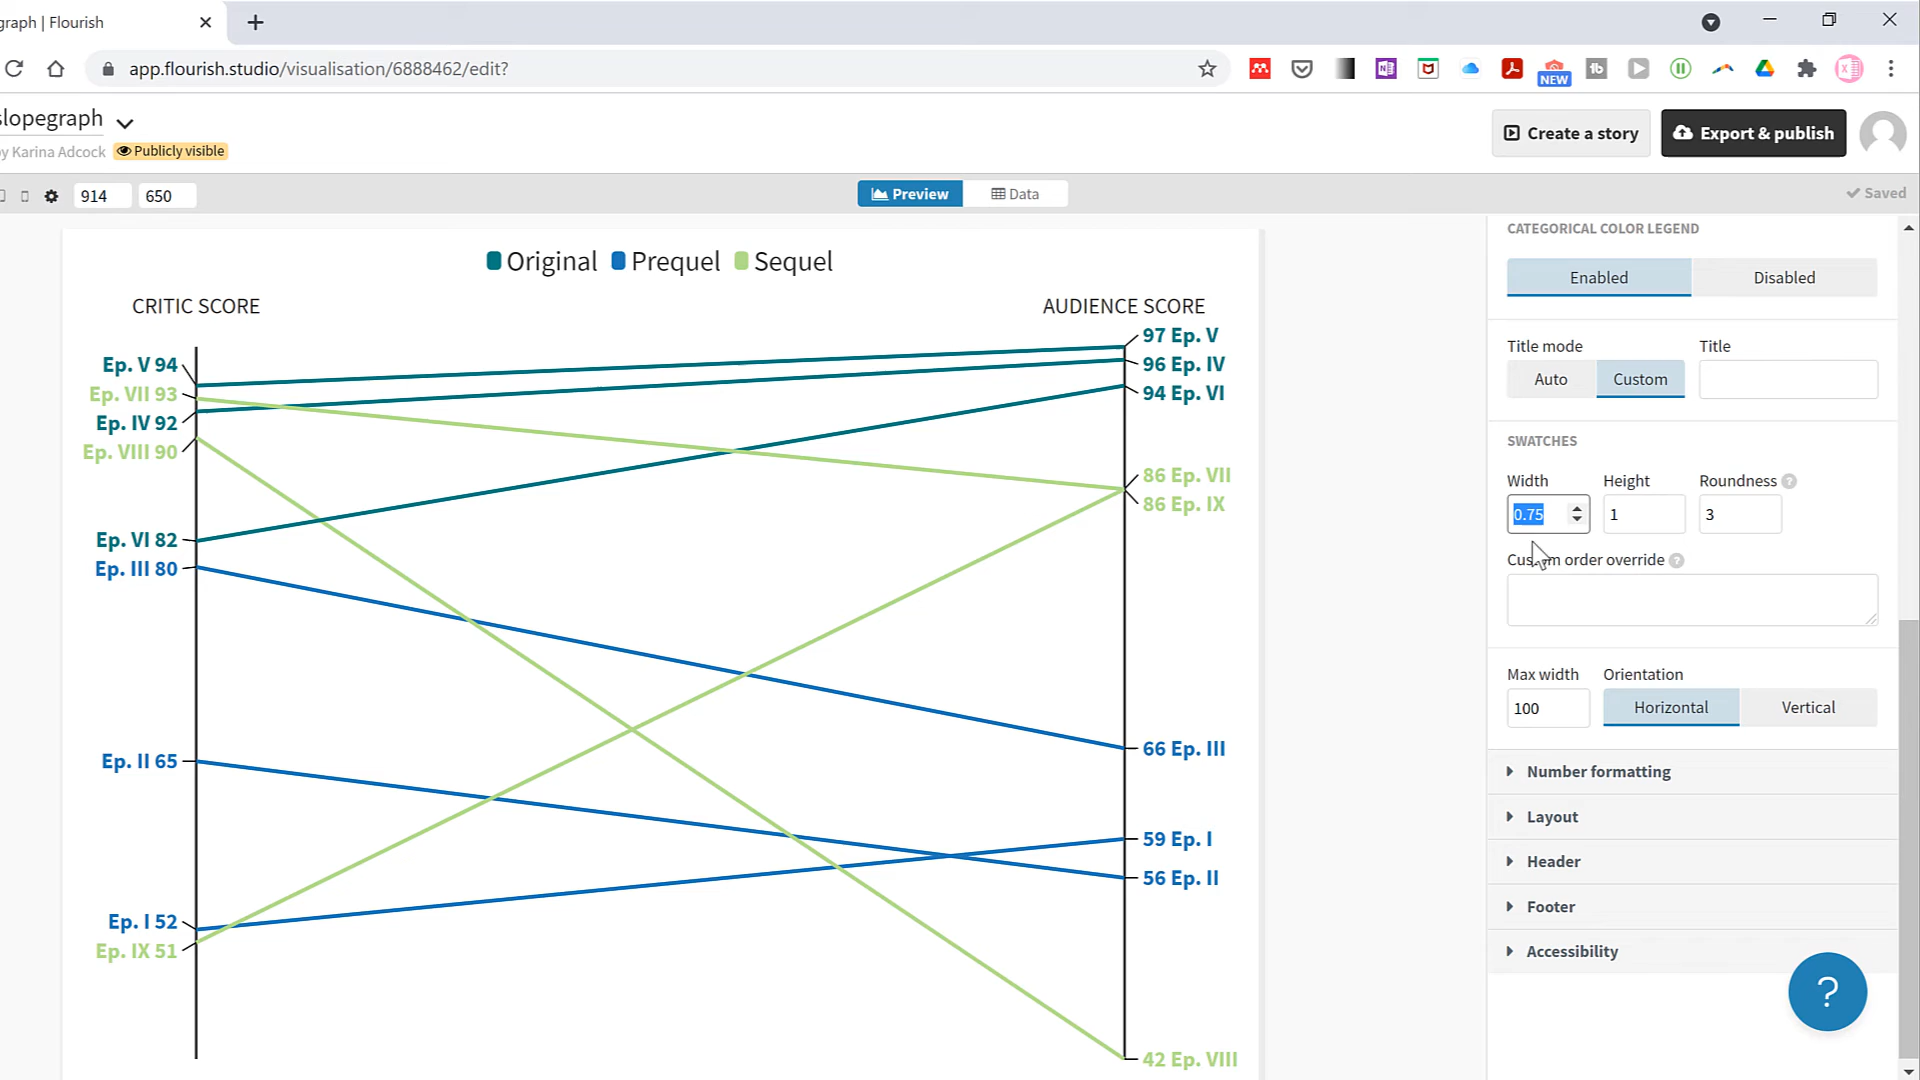 graph | Flourish
app.flourish.studio/visualisation/6888462/edit?
NEW
slopegraph
by Karina Adcock
Publicly visible
Create a story
Export & publish
914
650
Preview
Data
Saved
Original
Prequel
Sequel
CRITIC SCORE
AUDIENCE SCORE
Ep. V 94
Ep. VII 93
Ep. IV 92
Ep. VIII 90
Ep. VI 82
Ep. III 80
Ep. II 65
Ep. I 52
Ep. IX 51
97 Ep. V
96 Ep. IV
94 Ep. VI
86 Ep. VII
86 Ep. IX
66 Ep. III
59 Ep. I
56 Ep. II
42 Ep. VIII
CATEGORICAL COLOR LEGEND
Enabled
Disabled
Title mode
Title
Auto
Custom
SWATCHES
Width
Height
Roundness ?
0.75
1
3
Custom order override ?
Max width
Orientation
100
Horizontal
Vertical
Number formatting
Layout
Header
Footer
Accessibility
?